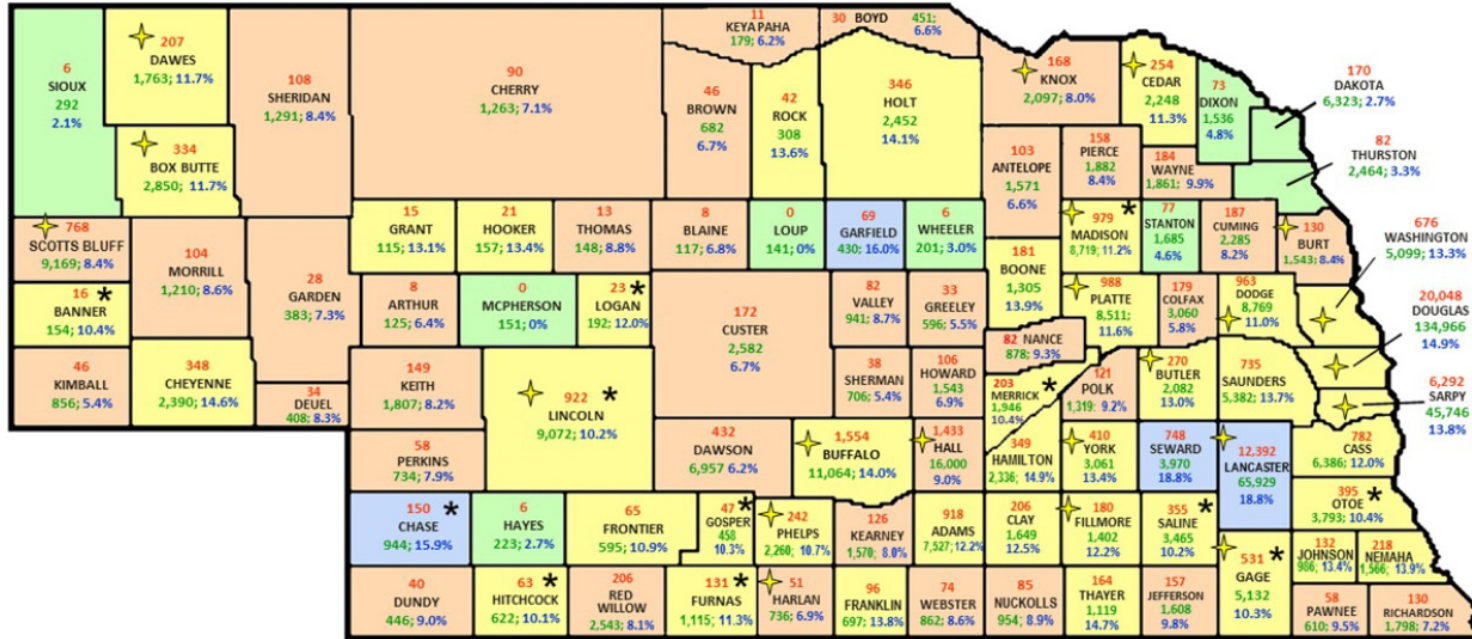 6
SIOUX
292
2.1%
207
DAWES
1,763; 11.7%
334
BOX BUTTE
2,850; 11.7%
108
SHERIDAN
1,291; 8.4%
90
CHERRY
1,263; 7.1%
11
KEYA PAHA
179; 6.2%
30 BOYD 451;
6.6%
46
BROWN
682
6.7%
42
ROCK
308
13.6%
346
HOLT
2,452
14.1%
168
KNOX
2,097; 8.0%
254
CEDAR
2,248
11.3%
73
DIXON
1,536
4.8%
170
DAKOTA
6,323; 2.7%
103
ANTELOPE
1,571
6.6%
158
PIERCE
1,882
8.4%
184
WAYNE
1,861; 9.9%
82
THURSTON
2,464; 3.3%
768
SCOTTS BLUFF
9,169; 8.4%
16 *
BANNER
154; 10.4%
46
KIMBALL
856; 5.4%
104
MORRILL
1,210; 8.6%
348
CHEYENNE
2,390; 14.6%
28
GARDEN
383; 7.3%
34
DEUEL
408; 8.3%
15
GRANT
115; 13.1%
21
HOOKER
157; 13.4%
13
THOMAS
148; 8.8%
8
BLAINE
117; 6.8%
0
LOUP
141; 0%
69
GARFIELD
430; 16.0%
6
WHEELER
201; 3.0%
979 *
MADISON
8,719; 11.2%
77
STANTON
1,685
4.6%
187
CUMING
2,285
8.2%
130
BURT
1,543; 8.4%
676
WASHINGTON
5,099; 13.3%
8
ARTHUR
125; 6.4%
0
MCPHERSON
151; 0%
23 *
LOGAN
192; 12.0%
172
CUSTER
2,582
6.7%
82
VALLEY
941; 8.7%
33
GREELEY
596; 5.5%
181
BOONE
1,305
13.9%
988
PLATTE
8,511;
11.6%
179
COLFAX
3,060
5.8%
963
DODGE
8,769
11.0%
20,048
DOUGLAS
134,966
14.9%
82 NANCE
878; 9.3%
149
KEITH
1,807; 8.2%
922 *
LINCOLN
9,072; 10.2%
38
SHERMAN
706; 5.4%
106
HOWARD
1,543
6.9%
203 *
MERRICK
1,946
10.4%
121
POLK
1,319; 9.2%
270
BUTLER
2,082
13.0%
735
SAUNDERS
5,382; 13.7%
6,292
SARPY
45,746
13.8%
58
PERKINS
734; 7.9%
432
DAWSON
6,957 6.2%
1,554
BUFFALO
11,064; 14.0%
1,433
HALL
16,000
9.0%
349
HAMILTON
2,336; 14.9%
410
YORK
3,061
13.4%
748
SEWARD
3,970
18.8%
12,392
LANCASTER
65,929
18.8%
782
CASS
6,386; 12.0%
395 *
OTOE
3,793; 10.4%
150 *
CHASE
944; 15.9%
6
HAYES
223; 2.7%
65
FRONTIER
595; 10.9%
47 *
GOSPER
458
10.3%
242
PHELPS
2,260; 10.7%
126
KEARNEY
1,570; 8.0%
918
ADAMS
7,527; 12.2%
206
CLAY
1,649
12.5%
180
FILLMORE
1,402
12.2%
355 *
SALINE
3,465
10.2%
531 *
GAGE
5,132
10.3%
132
JOHNSON
986; 13.4%
218
NEMAHA
1,566; 13.9%
40
DUNDY
446; 9.0%
63 *
HITCHCOCK
622; 10.1%
206
RED
WILLOW
2,543; 8.1%
131 *
FURNAS
1,115; 11.3%
51
HARLAN
736; 6.9%
96
FRANKLIN
697; 13.8%
74
WEBSTER
862; 8.6%
85
NUCKOLLS
954; 8.9%
164
THAYER
1,119
14.7%
157
JEFFERSON
1,608
9.8%
58
PAWNEE
610; 9.5%
130
RICHARDSON
1,798; 7.2%